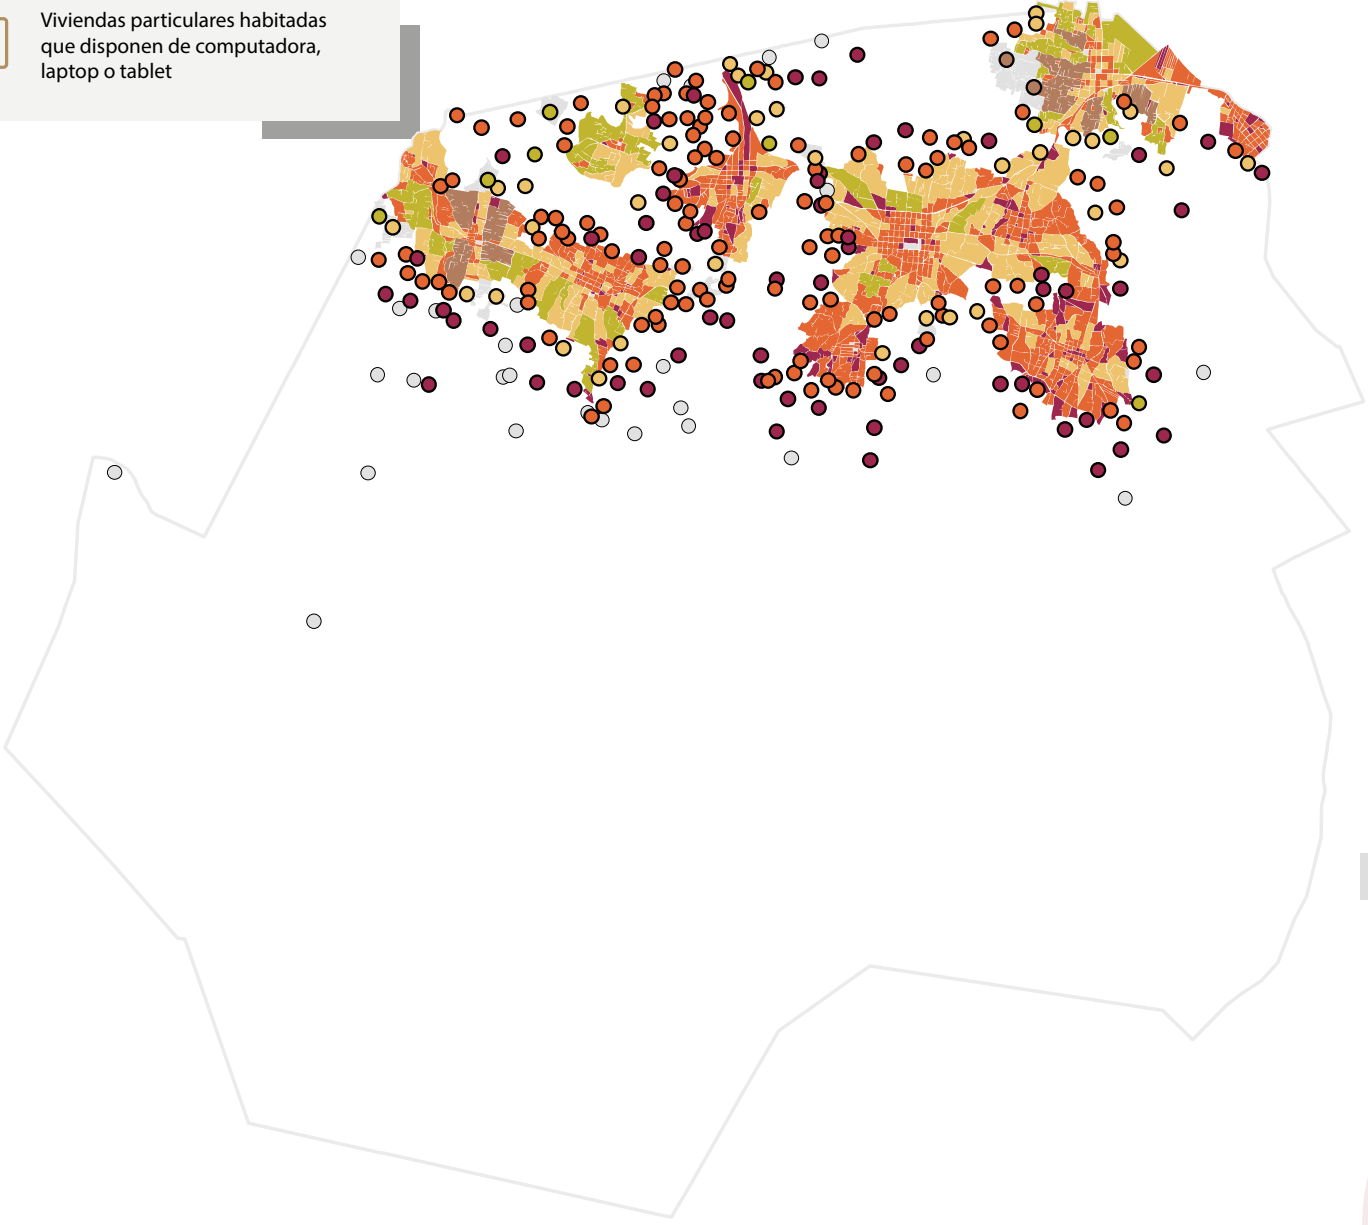 Viviendas particulares habitadas
que disponen de computadora,
laptop o tablet